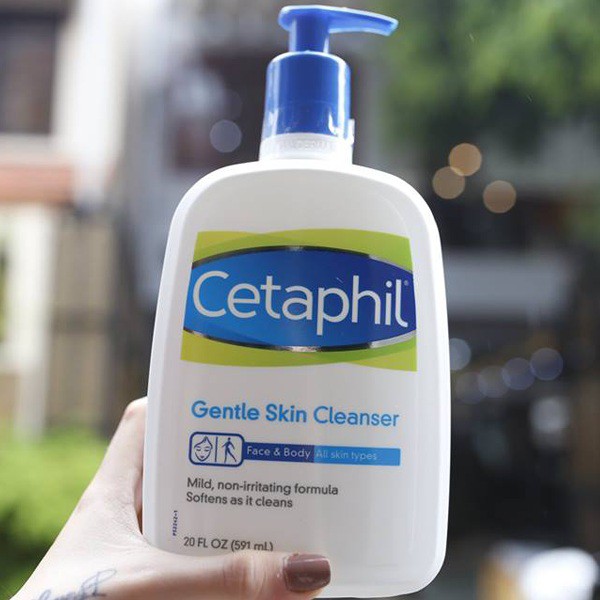 Cetaphil®
Gentle Skin Cleanser
Face & Body All skin types
Mild, non-irritating formula
Softens as it cleans
20 FL OZ (591 mL)